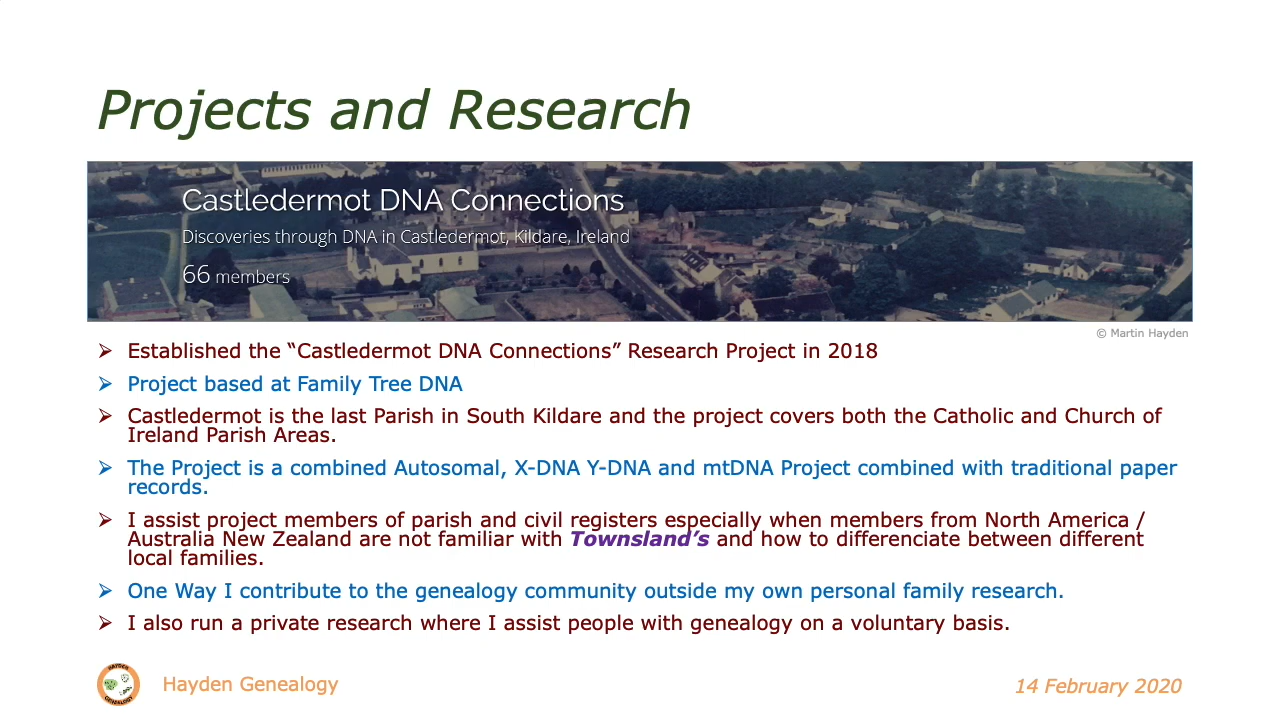 Projects and Research
Castledermot DNA Connections
Discoveries through DNA in Castledermot, Kildare, Ireland
66 members
© Martin Hayden
➢ Established the “Castledermot DNA Connections” Research Project in 2018
➢ Project based at Family Tree DNA
➢ Castledermot is the last Parish in South Kildare and the project covers both the Catholic and Church of
Ireland Parish Areas.
➢ The Project is a combined Autosomal, X-DNA Y-DNA and mtDNA Project combined with traditional paper
records.
➢ I assist project members of parish and civil registers especially when members from North America /
Australia New Zealand are not familiar with Townsland’s and how to differenciate between different
local families.
➢ One Way I contribute to the genealogy community outside my own personal family research.
➢ I also run a private research where I assist people with genealogy on a voluntary basis.
HAYDEN
GENEALOGY
Hayden Genealogy
14 February 2020